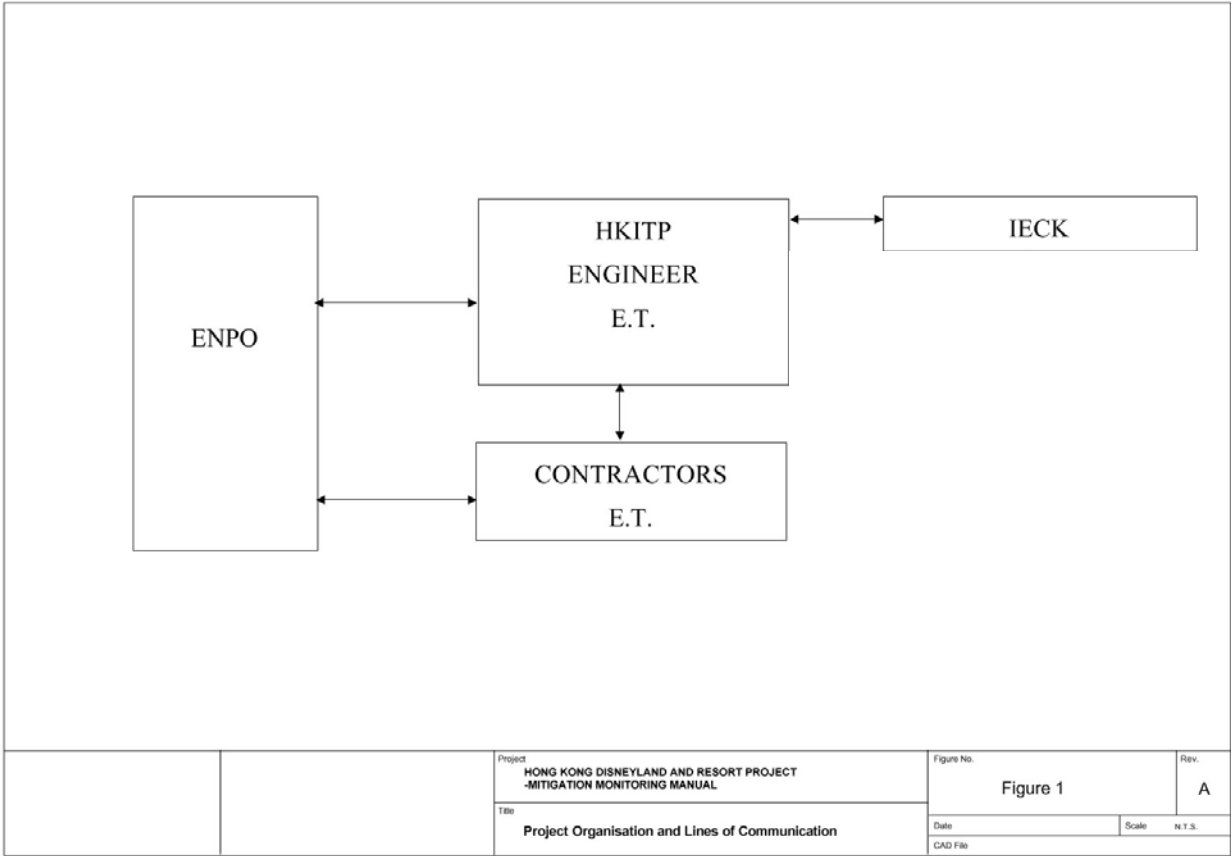 ENPO
HKITP
ENGINEER
E.T.
IECK
CONTRACTORS
E.T.
Project
HONG KONG DISNEYLAND AND RESORT PROJECT
-MITIGATION MONITORING MANUAL
Title
Project Organisation and Lines of Communication
Figure No.
Figure 1
Rev.
A
Date
Scale N.T.S.
CAD File